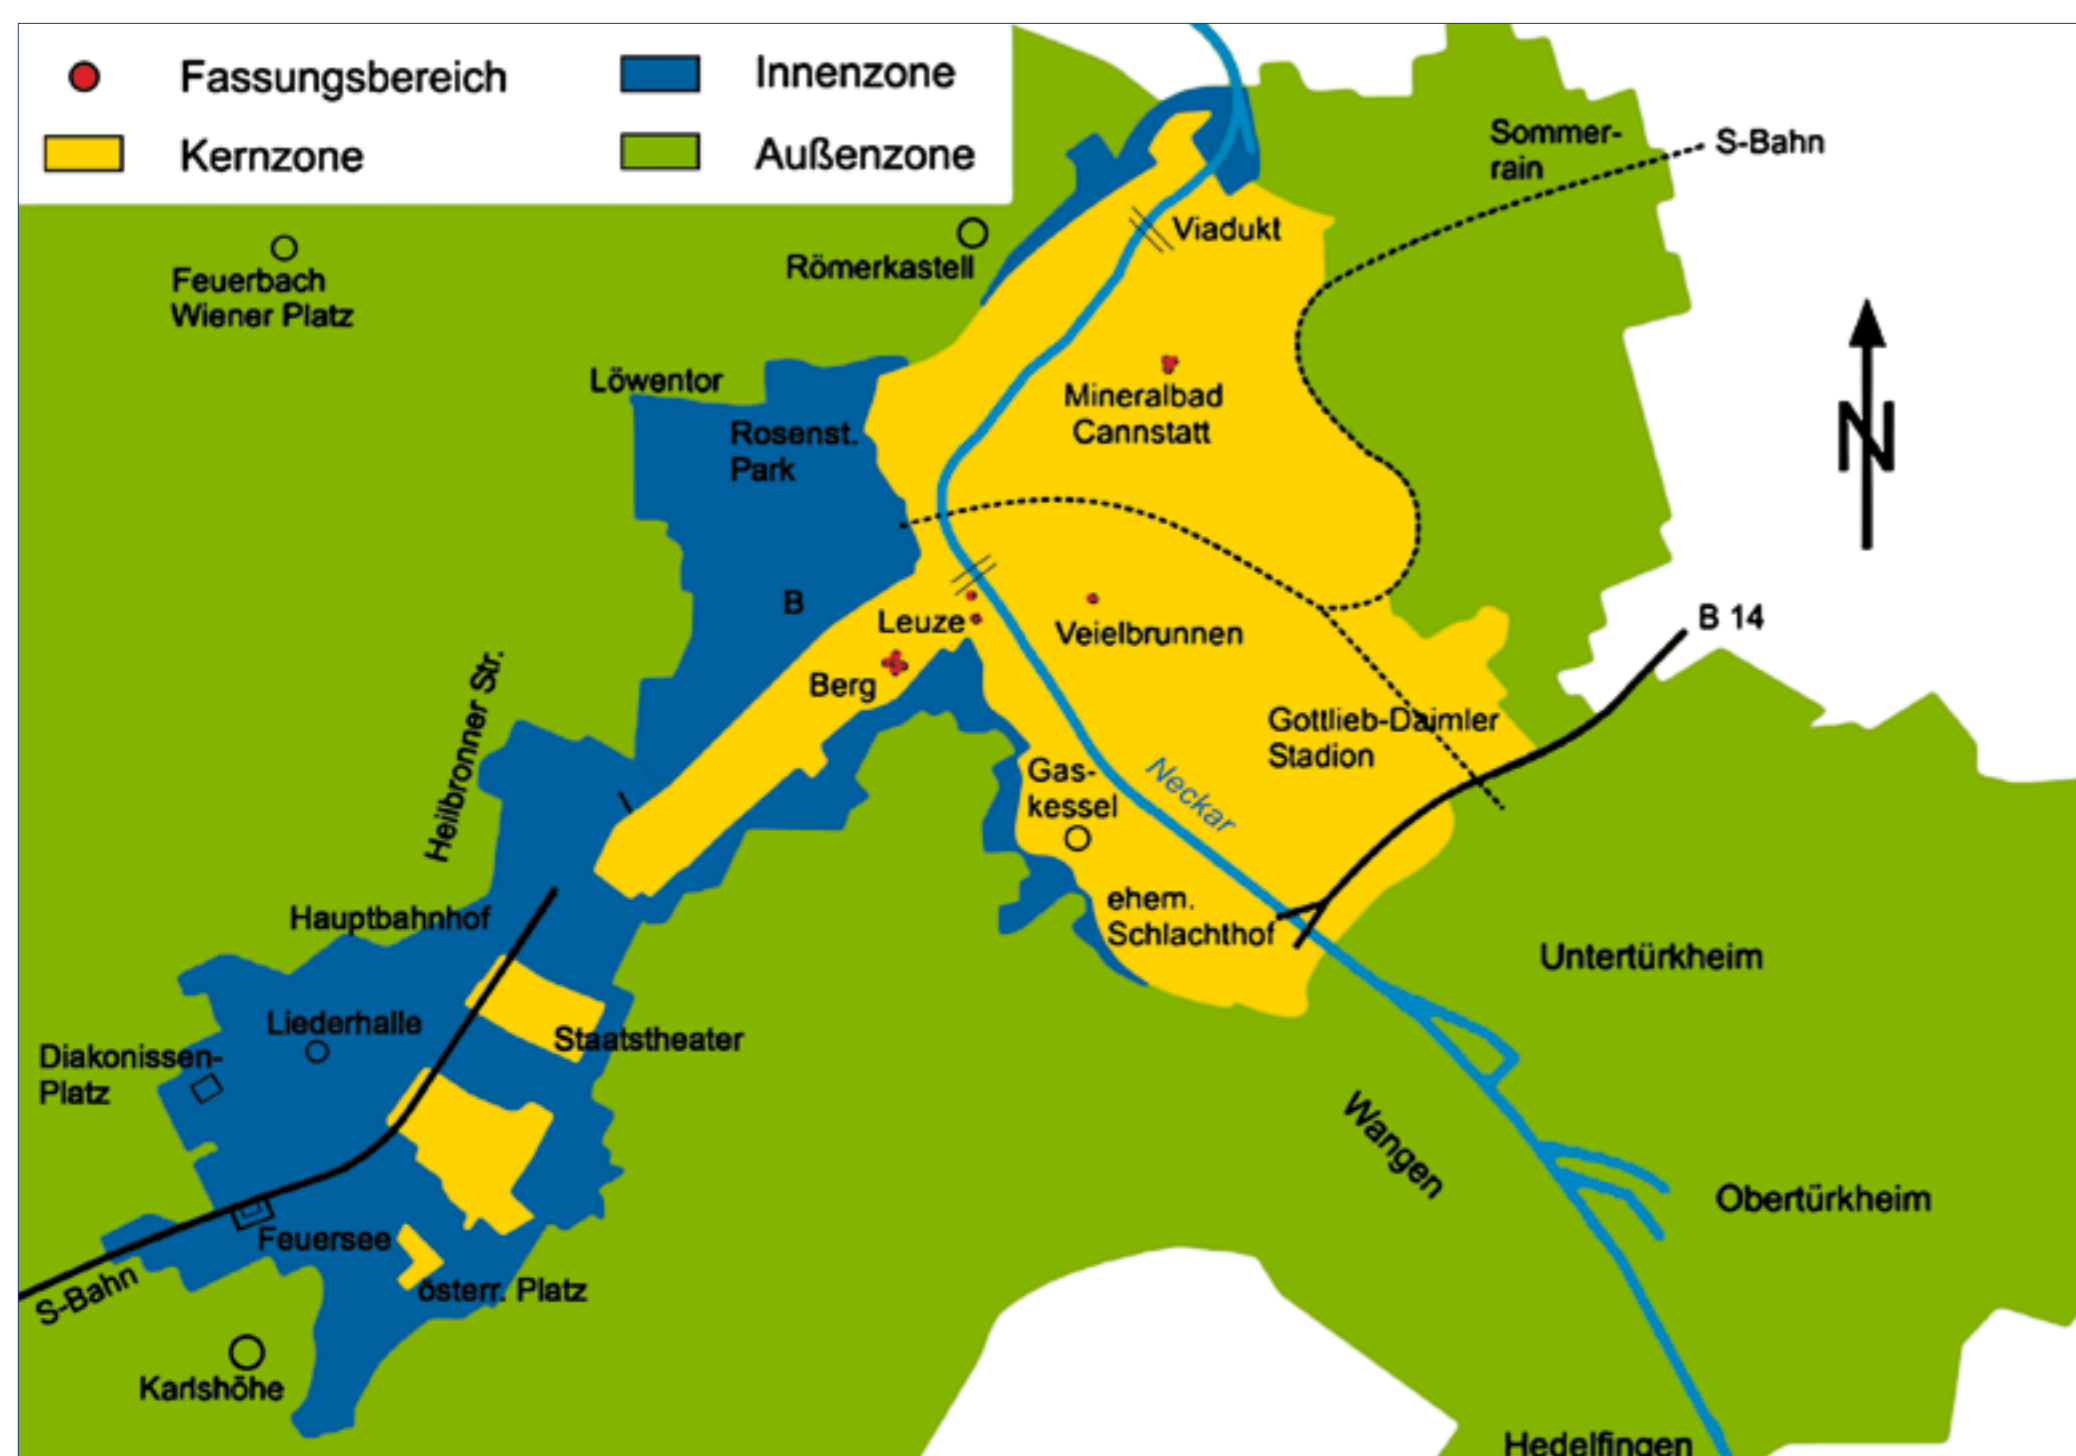 Fassungsbereich
Innenzone
Kernzone
Außenzone
Sommer-
rain
S-Bahn
Viadukt
Römerkastell
Feuerbach
Wiener Platz
Löwentor
Mineralbad
Cannstatt
Rosenst.
Park
N
B
Leuze
Veielbrunnen
B 14
Berg
Heilbronner Str.
Gottlieb-Daimler
Stadion
Gas-
kessel
Neckar
Hauptbahnhof
ehem.
Schlachthof
Untertürkheim
Liederhalle
Staatstheater
Diakonissen-
Platz
Wangen
Obertürkheim
Feuersee
österr. Platz
S-Bahn
Karlshöhe
Hedelfingen